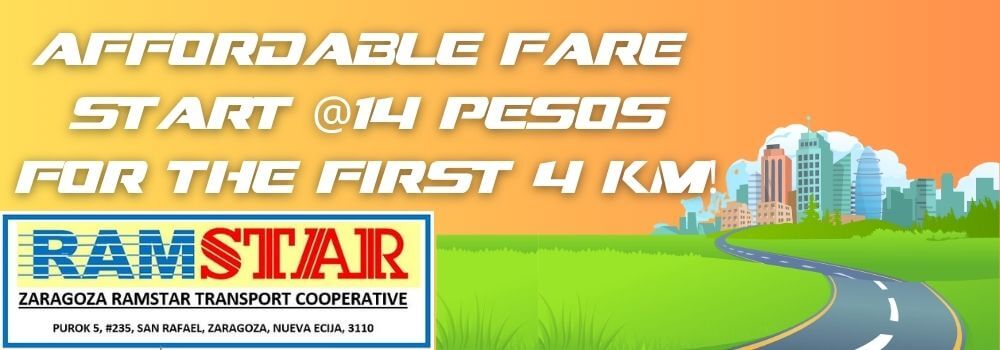 AFFORDABLE FARE
START @14 PESOS
FOR THE FIRST 4 KM!
RAMSTAR
ZARAGOZA RAMSTAR TRANSPORT COOPERATIVE
PUROK 5, #235, SAN RAFAEL, ZARAGOZA, NUEVA ECIJA, 3110